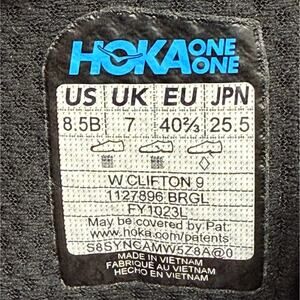 HOKA ONE ONE
US UK EU JPN
8.5B 7 40⅔ 25.5
W CLIFTON 9
1127896 BRGL
FY1923L
May be covered by Pat:
www.hoka.com/patents
S8SYNCAMW5Z8A@0
MADE IN VIETNAM
FABRIQUÉ AU VIETNAM
HECHO EN VIETNAM